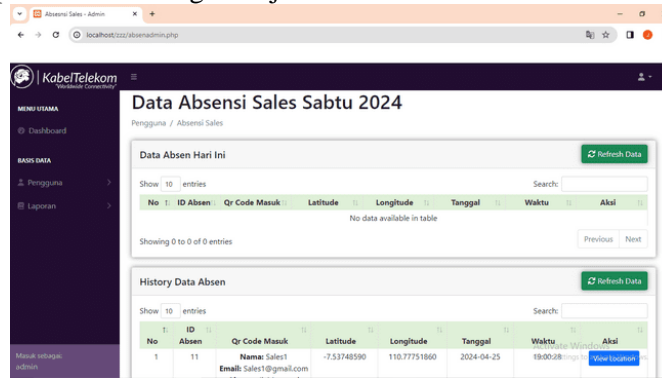 Absesnsi Sales - Admin
localhost/zzz/absenadmin.php
KabelTelekom
"Worldwide Connectivity"
MENU UTAMA
Dashboard
BASIS DATA
Pengguna
Laporan
Masuk sebagai:
admin
Data Absensi Sales Sabtu 2024
Pengguna / Absensi Sales
Data Absen Hari Ini
Refresh Data
Show 10 entries
Search:
No ID Absen Qr Code Masuk Latitude Longitude Tanggal Waktu Aksi
No data available in table
Showing 0 to 0 of 0 entries
Previous Next
History Data Absen
Refresh Data
Show 10 entries
Search:
No ID Absen Qr Code Masuk Latitude Longitude Tanggal Waktu Aksi
1 11 Nama: Sales1 -7.53748590 110.77751860 2024-04-25 19:00:28 View Location
Email: Sales1@gmail.com
Activate Windows